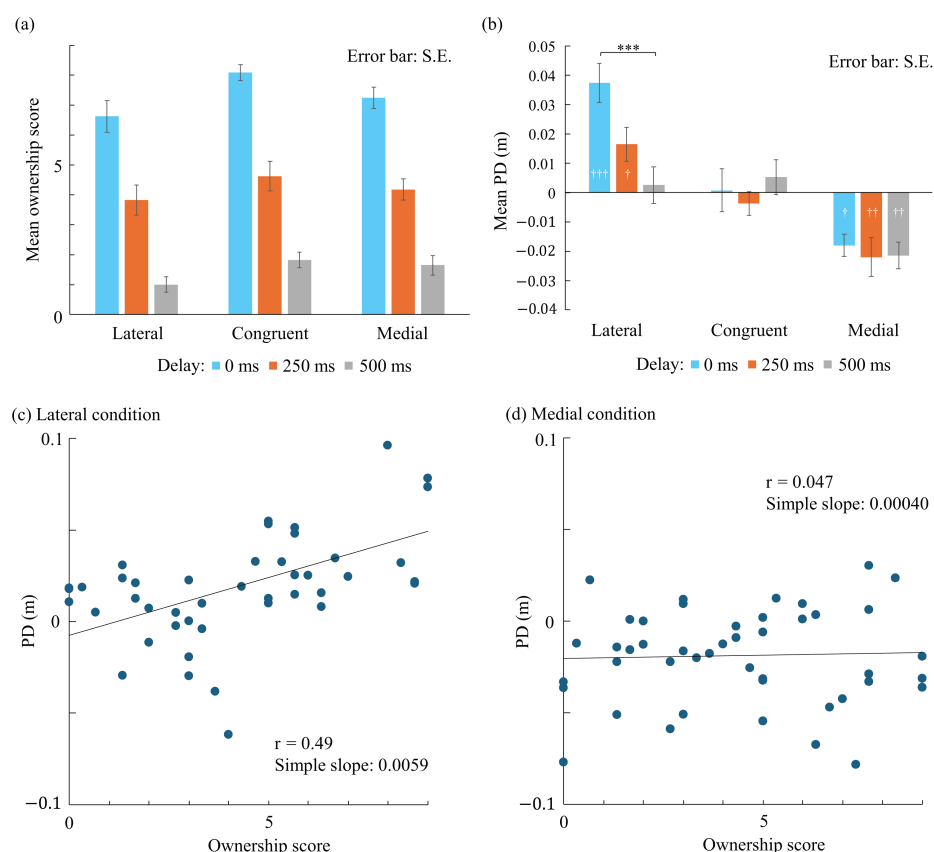 (a)
Error bar: S.E.
Mean ownership score
5
0
Lateral Congruent Medial
Delay: 0 ms 250 ms 500 ms
(b)
Error bar: S.E.
***
Mean PD (m)
0.05
0.04
0.03
0.02
0.01
0
−0.01
−0.02
−0.03
−0.04
††† †
† †† ††
Lateral Congruent Medial
Delay: 0 ms 250 ms 500 ms
(c) Lateral condition
0.1
0
−0.1
PD (m)
r = 0.49
Simple slope: 0.0059
0 5
Ownership score
(d) Medial condition
0.1
0
−0.1
PD (m)
r = 0.047
Simple slope: 0.00040
0 5
Ownership score